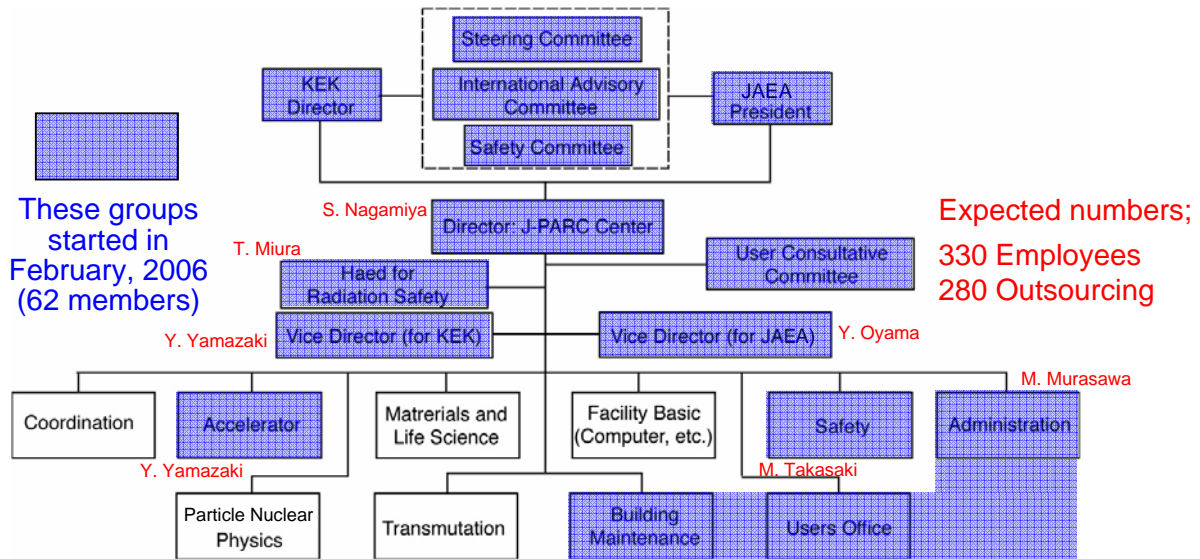 Steering Committee
KEK
Director
International Advisory
Committee
JAEA
President
Safety Committee
These groups
started in
February, 2006
(62 members)
S. Nagamiya
Director: J-PARC Center
Expected numbers;
330 Employees
280 Outsourcing
T. Miura
User Consultative
Committee
Haed for
Radiation Safety
Y. Yamazaki
Vice Director (for KEK)
Vice Director (for JAEA)
Y. Oyama
M. Murasawa
Coordination
Accelerator
Matrerials and
Life Science
Facility Basic
(Computer, etc.)
Safety
Administration
Y. Yamazaki
M. Takasaki
Particle Nuclear
Physics
Transmutation
Building
Maintenance
Users Office